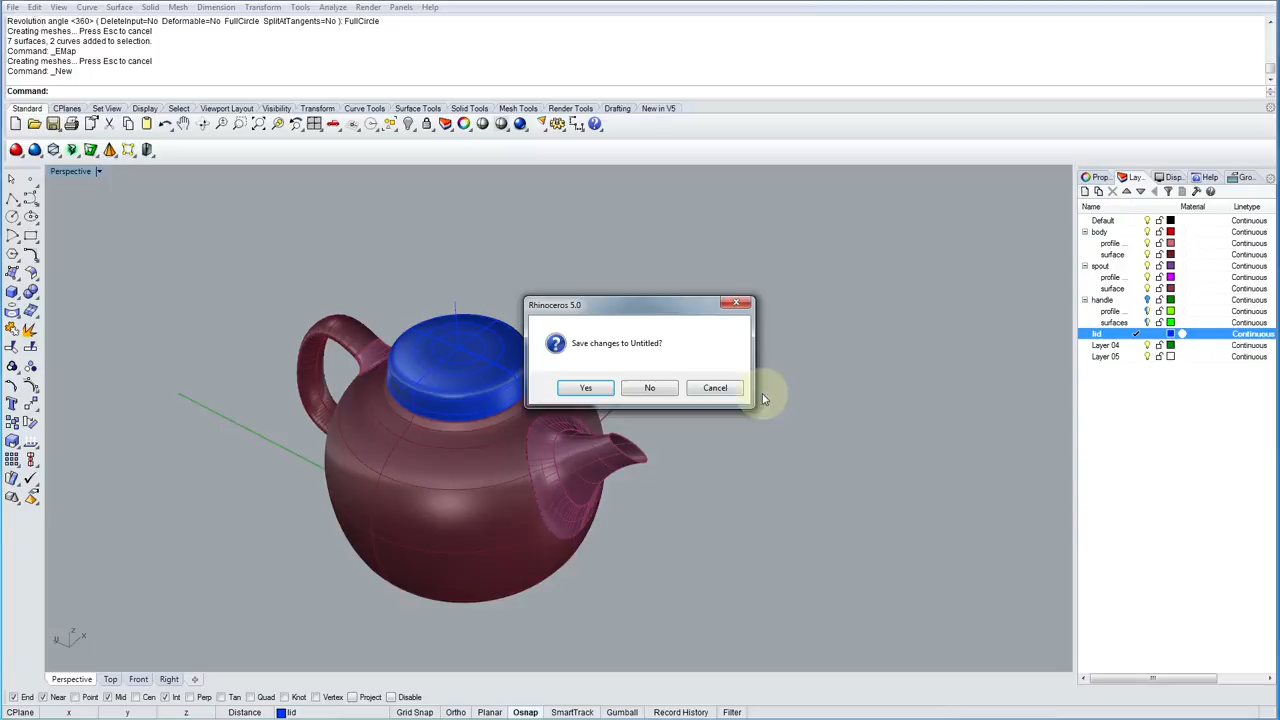 File Edit View Curve Surface Solid Mesh Dimension Transform Tools Analyze Render Panels Help
Revolution angle <360> ( DeleteInput=No Deformable=No FullCircle SplitAtTangents=No ): FullCircle
Creating meshes... Press Esc to cancel
7 surfaces, 2 curves added to selection.
Command: _EMap
Creating meshes... Press Esc to cancel
Command: _New
Command:
Standard CPlanes Set View Display Select Viewport Layout Visibility Transform Curve Tools Surface Tools Solid Tools Mesh Tools Render Tools Drafting New in V5
Perspective
Prop... Lay... Disp... Help Gro...
Name Material Linetype
Default Continuous
body Continuous
profile ... Continuous
surface Continuous
spout Continuous
profile ... Continuous
surface Continuous
handle Continuous
profile ... Continuous
surfaces Continuous
lid Continuous
Layer 04 Continuous
Layer 05 Continuous
Rhinoceros 5.0
Save changes to Untitled?
Yes No Cancel
z
y x
Perspective Top Front Right
End Near Point Mid Cen Int Perp Tan Quad Knot Vertex Project Disable
CPlane x y z Distance lid Grid Snap Ortho Planar Osnap SmartTrack Gumball Record History Filter